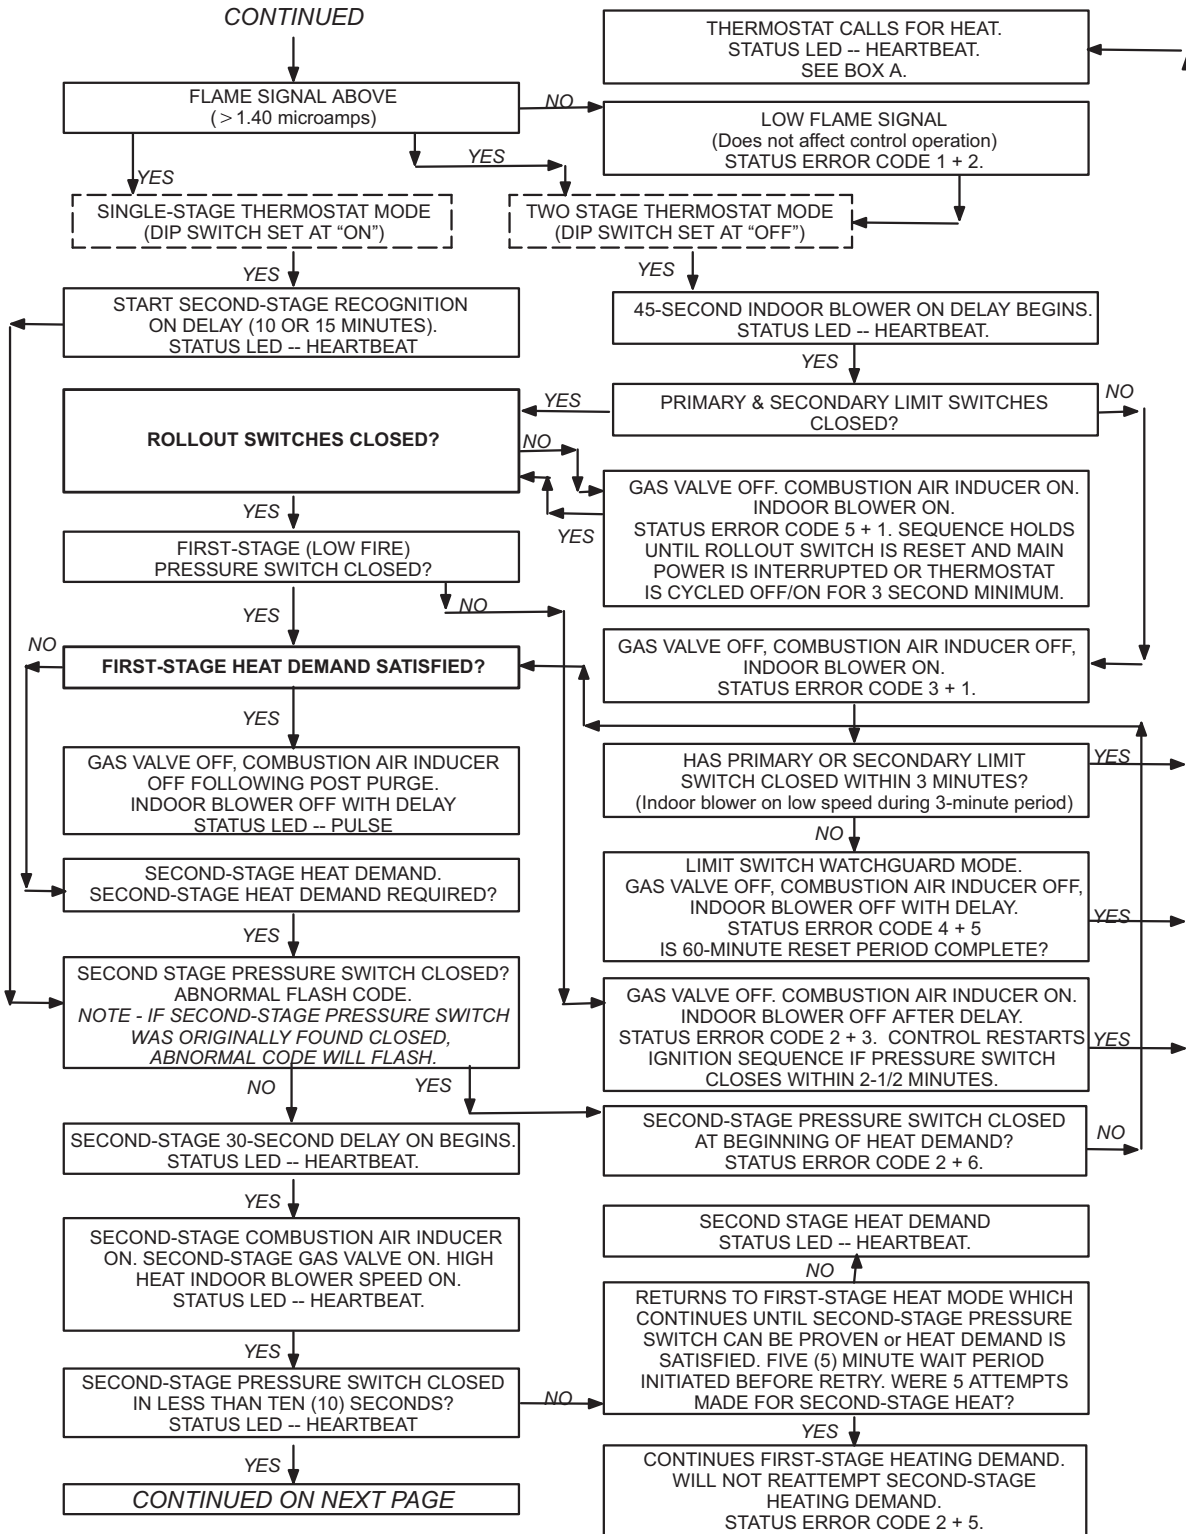 CONTINUED
THERMOSTAT CALLS FOR HEAT.
STATUS LED -- HEARTBEAT.
SEE BOX A.
FLAME SIGNAL ABOVE
(>1.40 microamps)
NO
LOW FLAME SIGNAL
(Does not affect control operation)
STATUS ERROR CODE 1 + 2.
YES
YES
SINGLE-STAGE THERMOSTAT MODE
(DIP SWITCH SET AT “ON”)
TWO STAGE THERMOSTAT MODE
(DIP SWITCH SET AT “OFF”)
YES
YES
START SECOND-STAGE RECOGNITION
ON DELAY (10 OR 15 MINUTES).
STATUS LED -- HEARTBEAT
45-SECOND INDOOR BLOWER ON DELAY BEGINS.
STATUS LED -- HEARTBEAT.
YES
PRIMARY & SECONDARY LIMIT SWITCHES
CLOSED?
NO
YES
ROLLOUT SWITCHES CLOSED?
NO
GAS VALVE OFF. COMBUSTION AIR INDUCER ON.
INDOOR BLOWER ON.
STATUS ERROR CODE 5 + 1. SEQUENCE HOLDS
UNTIL ROLLOUT SWITCH IS RESET AND MAIN
POWER IS INTERRUPTED OR THERMOSTAT
IS CYCLED OFF/ON FOR 3 SECOND MINIMUM.
YES
YES
FIRST-STAGE (LOW FIRE)
PRESSURE SWITCH CLOSED?
NO
YES
NO
FIRST-STAGE HEAT DEMAND SATISFIED?
GAS VALVE OFF, COMBUSTION AIR INDUCER OFF,
INDOOR BLOWER ON.
STATUS ERROR CODE 3 + 1.
YES
GAS VALVE OFF, COMBUSTION AIR INDUCER
OFF FOLLOWING POST PURGE.
INDOOR BLOWER OFF WITH DELAY
STATUS LED -- PULSE
HAS PRIMARY OR SECONDARY LIMIT
SWITCH CLOSED WITHIN 3 MINUTES?
(Indoor blower on low speed during 3-minute period)
YES
NO
SECOND-STAGE HEAT DEMAND.
SECOND-STAGE HEAT DEMAND REQUIRED?
LIMIT SWITCH WATCHGUARD MODE.
GAS VALVE OFF, COMBUSTION AIR INDUCER OFF,
INDOOR BLOWER OFF WITH DELAY.
STATUS ERROR CODE 4 + 5
IS 60-MINUTE RESET PERIOD COMPLETE?
YES
YES
SECOND STAGE PRESSURE SWITCH CLOSED?
ABNORMAL FLASH CODE.
NOTE - IF SECOND-STAGE PRESSURE SWITCH
WAS ORIGINALLY FOUND CLOSED,
ABNORMAL CODE WILL FLASH.
GAS VALVE OFF. COMBUSTION AIR INDUCER ON.
INDOOR BLOWER OFF AFTER DELAY.
STATUS ERROR CODE 2 + 3. CONTROL RESTARTS
IGNITION SEQUENCE IF PRESSURE SWITCH
CLOSES WITHIN 2-1/2 MINUTES.
YES
NO
YES
SECOND-STAGE PRESSURE SWITCH CLOSED
AT BEGINNING OF HEAT DEMAND?
STATUS ERROR CODE 2 + 6.
NO
SECOND-STAGE 30-SECOND DELAY ON BEGINS.
STATUS LED -- HEARTBEAT.
YES
SECOND-STAGE COMBUSTION AIR INDUCER
ON. SECOND-STAGE GAS VALVE ON. HIGH
HEAT INDOOR BLOWER SPEED ON.
STATUS LED -- HEARTBEAT.
SECOND STAGE HEAT DEMAND
STATUS LED -- HEARTBEAT.
NO
RETURNS TO FIRST-STAGE HEAT MODE WHICH
CONTINUES UNTIL SECOND-STAGE PRESSURE
SWITCH CAN BE PROVEN or HEAT DEMAND IS
SATISFIED. FIVE (5) MINUTE WAIT PERIOD
INITIATED BEFORE RETRY. WERE 5 ATTEMPTS
MADE FOR SECOND-STAGE HEAT?
YES
SECOND-STAGE PRESSURE SWITCH CLOSED
IN LESS THAN TEN (10) SECONDS?
STATUS LED -- HEARTBEAT
NO
YES
YES
CONTINUED ON NEXT PAGE
CONTINUES FIRST-STAGE HEATING DEMAND.
WILL NOT REATTEMPT SECOND-STAGE
HEATING DEMAND.
STATUS ERROR CODE 2 + 5.